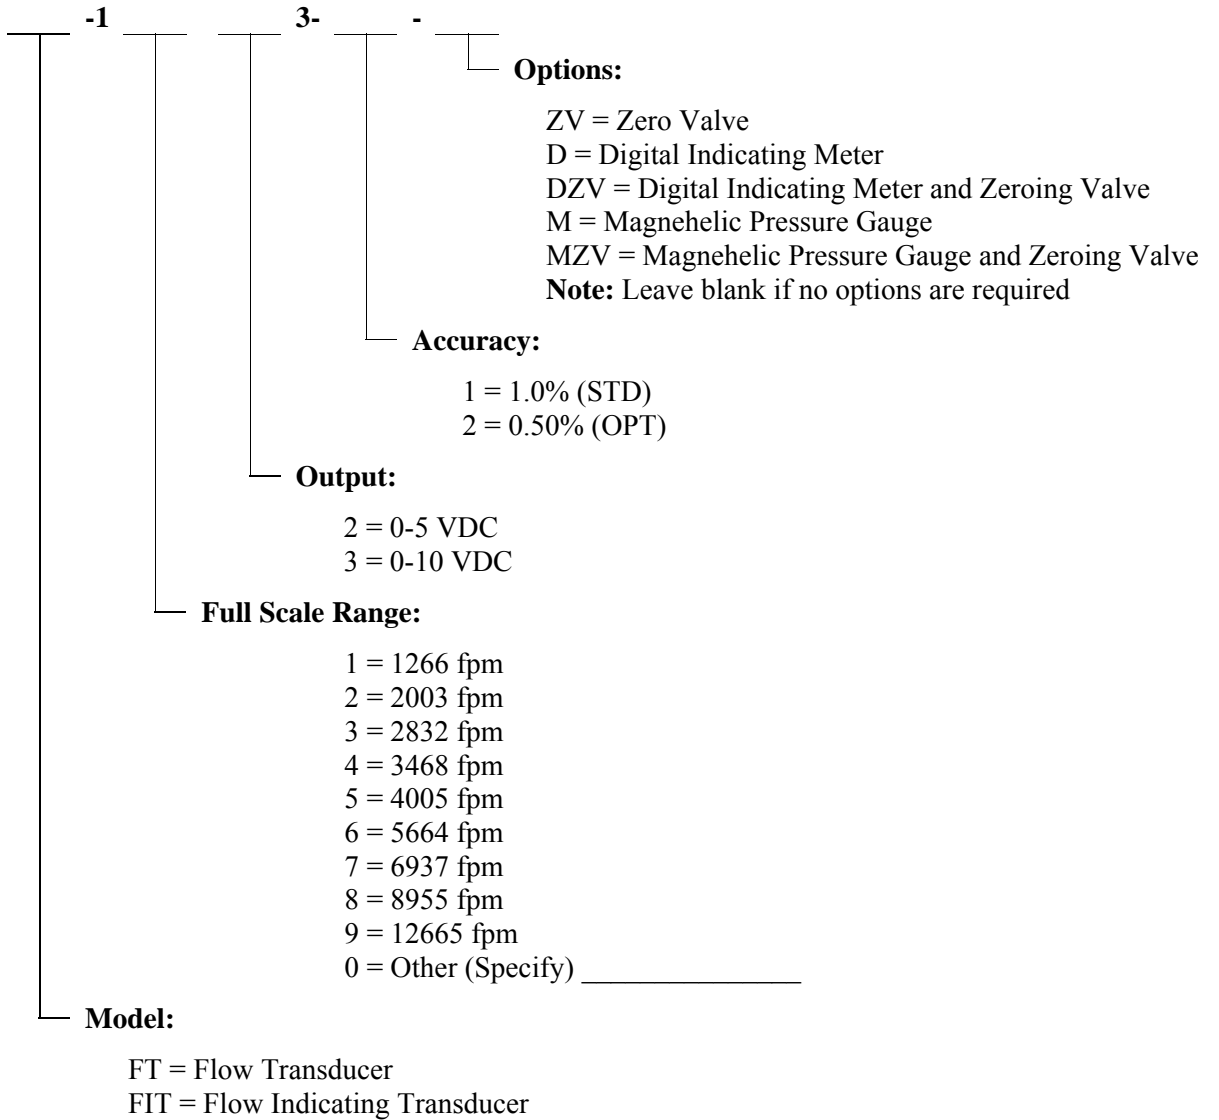 -1 3- -
Options:
ZV = Zero Valve
D = Digital Indicating Meter
DZV = Digital Indicating Meter and Zeroing Valve
M = Magnehelic Pressure Gauge
MZV = Magnehelic Pressure Gauge and Zeroing Valve
Note: Leave blank if no options are required
Accuracy:
1 = 1.0% (STD)
2 = 0.50% (OPT)
Output:
2 = 0-5 VDC
3 = 0-10 VDC
Full Scale Range:
1 = 1266 fpm
2 = 2003 fpm
3 = 2832 fpm
4 = 3468 fpm
5 = 4005 fpm
6 = 5664 fpm
7 = 6937 fpm
8 = 8955 fpm
9 = 12665 fpm
0 = Other (Specify) _______________
Model:
FT = Flow Transducer
FIT = Flow Indicating Transducer